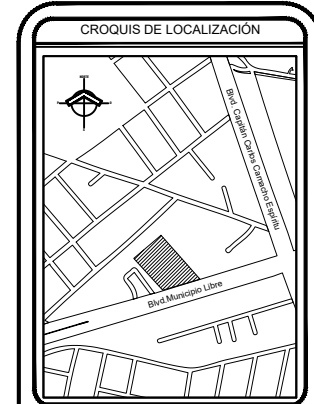 CROQUIS DE LOCALIZACIÓN
Blvd. Capitán Carlos Camacho Espíritu
Blvd.Municipio Libre